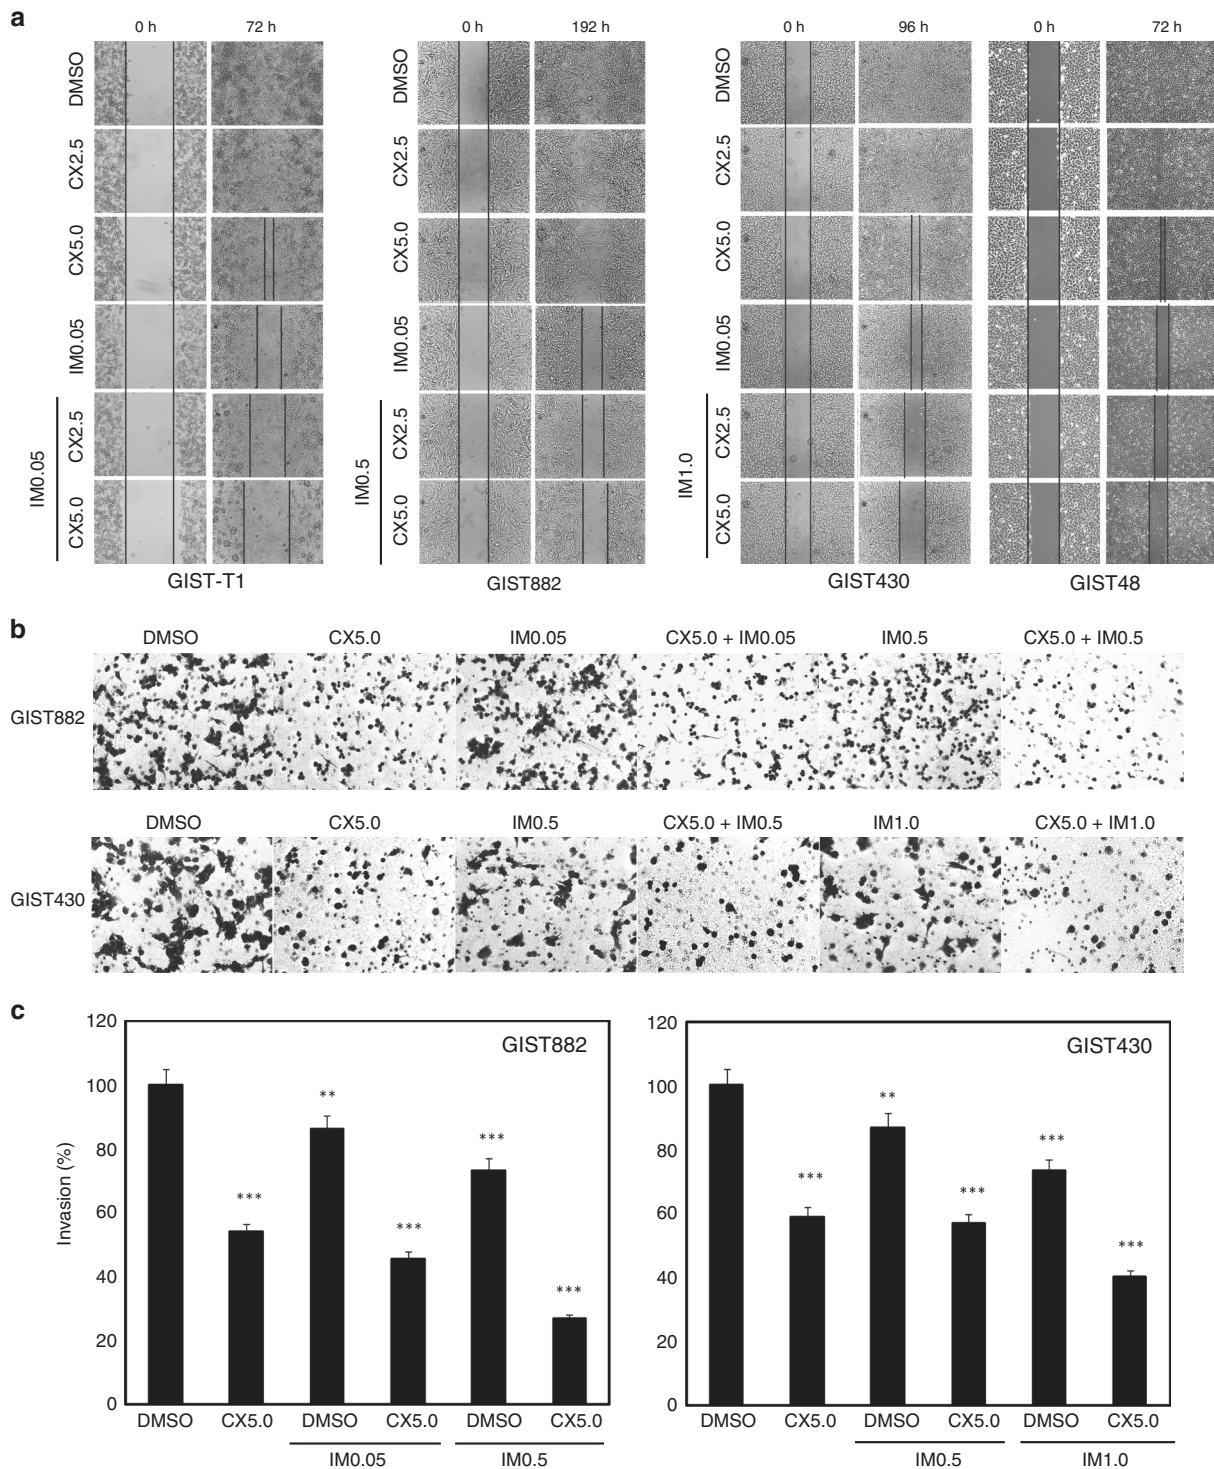 a
0 h 72 h 0 h 192 h 0 h 96 h 0 h 72 h
DMSO DMSO DMSO
CX2.5 CX2.5 CX2.5
CX5.0 CX5.0 CX5.0
IM0.05 IM0.05 IM0.05
IM0.05 CX2.5 IM0.5 CX2.5 IM1.0 CX2.5
CX5.0 CX5.0 CX5.0
GIST-T1 GIST882 GIST430 GIST48
b
DMSO CX5.0 IM0.05 CX5.0 + IM0.05 IM0.5 CX5.0 + IM0.5
GIST882
DMSO CX5.0 IM0.5 CX5.0 + IM0.5 IM1.0 CX5.0 + IM1.0
GIST430
c
Invasion (%)
120
100
80
60
40
20
0
GIST882
**
***
***
***
***
DMSO CX5.0 DMSO CX5.0 DMSO CX5.0
IM0.05 IM0.5
120
100
80
60
40
20
0
GIST430
**
***
***
***
***
DMSO CX5.0 DMSO CX5.0 DMSO CX5.0
IM0.5 IM1.0